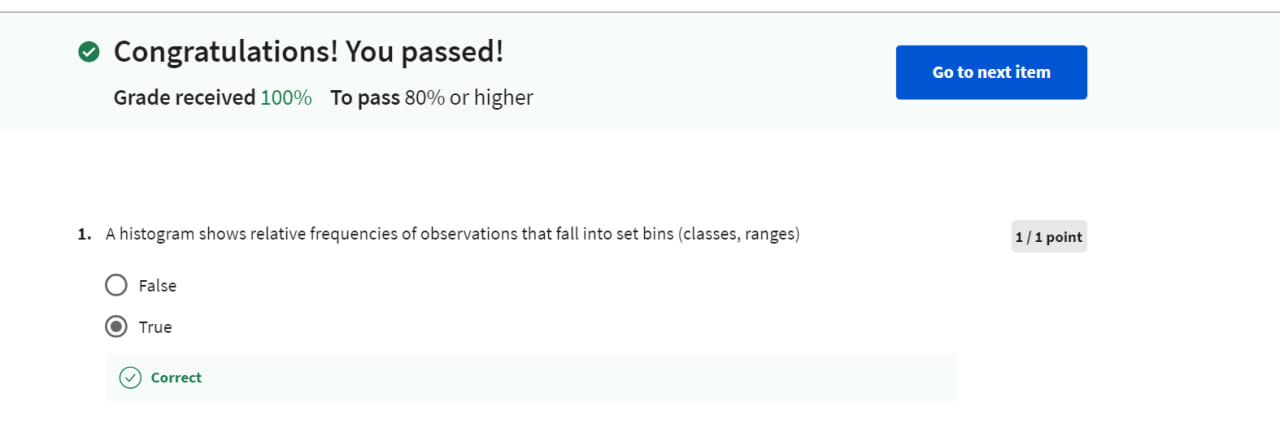 Congratulations! You passed!
Go to next item
Grade received 100% To pass 80% or higher
1. A histogram shows relative frequencies of observations that fall into set bins (classes, ranges)
1 / 1 point
False
True
Correct